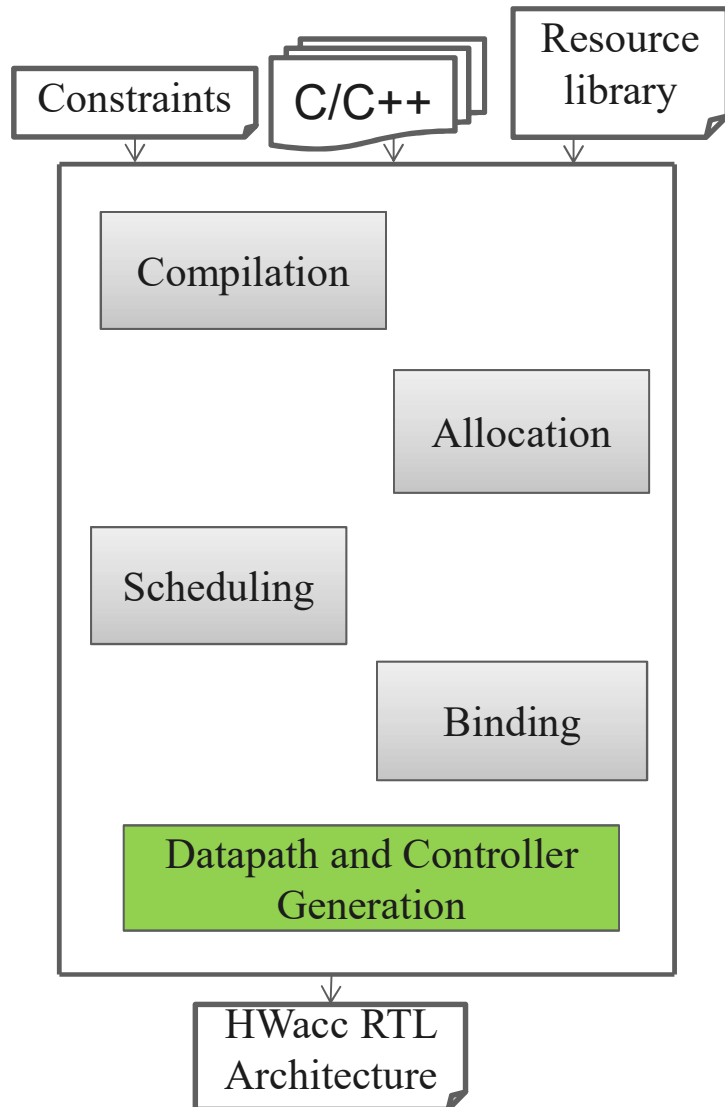 Constraints
C/C++
Resource
library
Compilation
Allocation
Scheduling
Binding
Datapath and Controller
Generation
HWacc RTL
Architecture